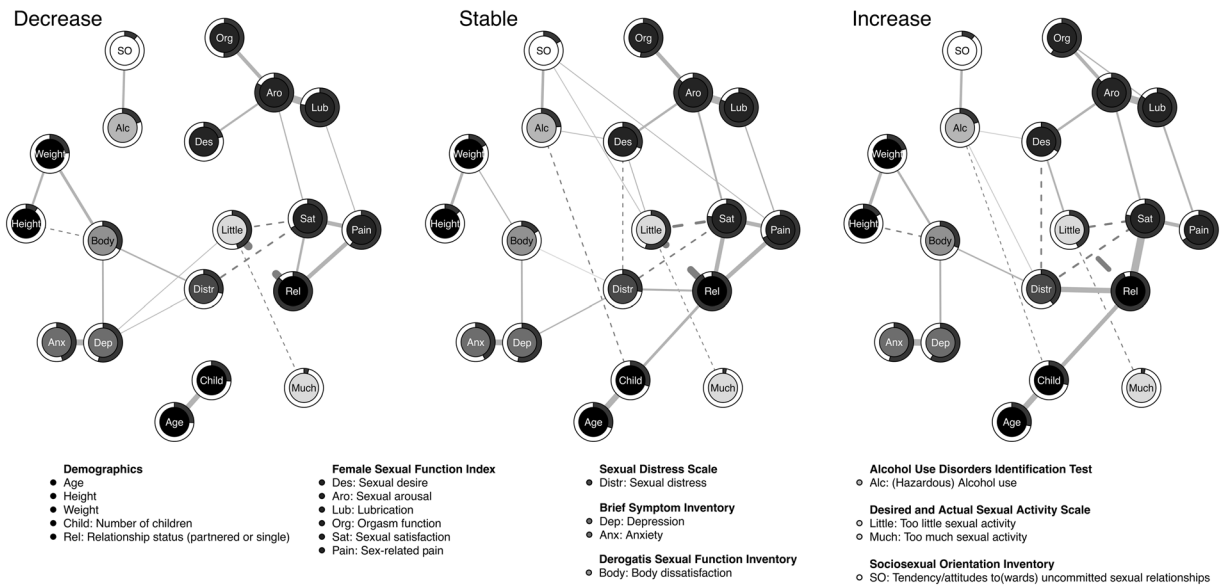 Decrease
SO
Org
Aro
Lub
Alc
Des
Weight
Height
Body
Little
Sat
Pain
Distr
Rel
Anx
Dep
Child
Much
Age
Stable
SO
Org
Aro
Lub
Alc
Des
Weight
Height
Body
Little
Sat
Pain
Distr
Rel
Anx
Dep
Child
Much
Age
Increase
SO
Org
Aro
Lub
Alc
Des
Weight
Height
Body
Little
Sat
Pain
Distr
Rel
Anx
Dep
Child
Much
Age
Demographics
Age
Height
Weight
Child: Number of children
Rel: Relationship status (partnered or single)
Female Sexual Function Index
Des: Sexual desire
Aro: Sexual arousal
Lub: Lubrication
Org: Orgasm function
Sat: Sexual satisfaction
Pain: Sex-related pain
Sexual Distress Scale
Distr: Sexual distress
Brief Symptom Inventory
Dep: Depression
Anx: Anxiety
Derogatis Sexual Function Inventory
Body: Body dissatisfaction
Alcohol Use Disorders Identification Test
Alc: (Hazardous) Alcohol use
Desired and Actual Sexual Activity Scale
Little: Too little sexual activity
Much: Too much sexual activity
Sociosexual Orientation Inventory
SO: Tendency/attitudes to(wards) uncommitted sexual relationships